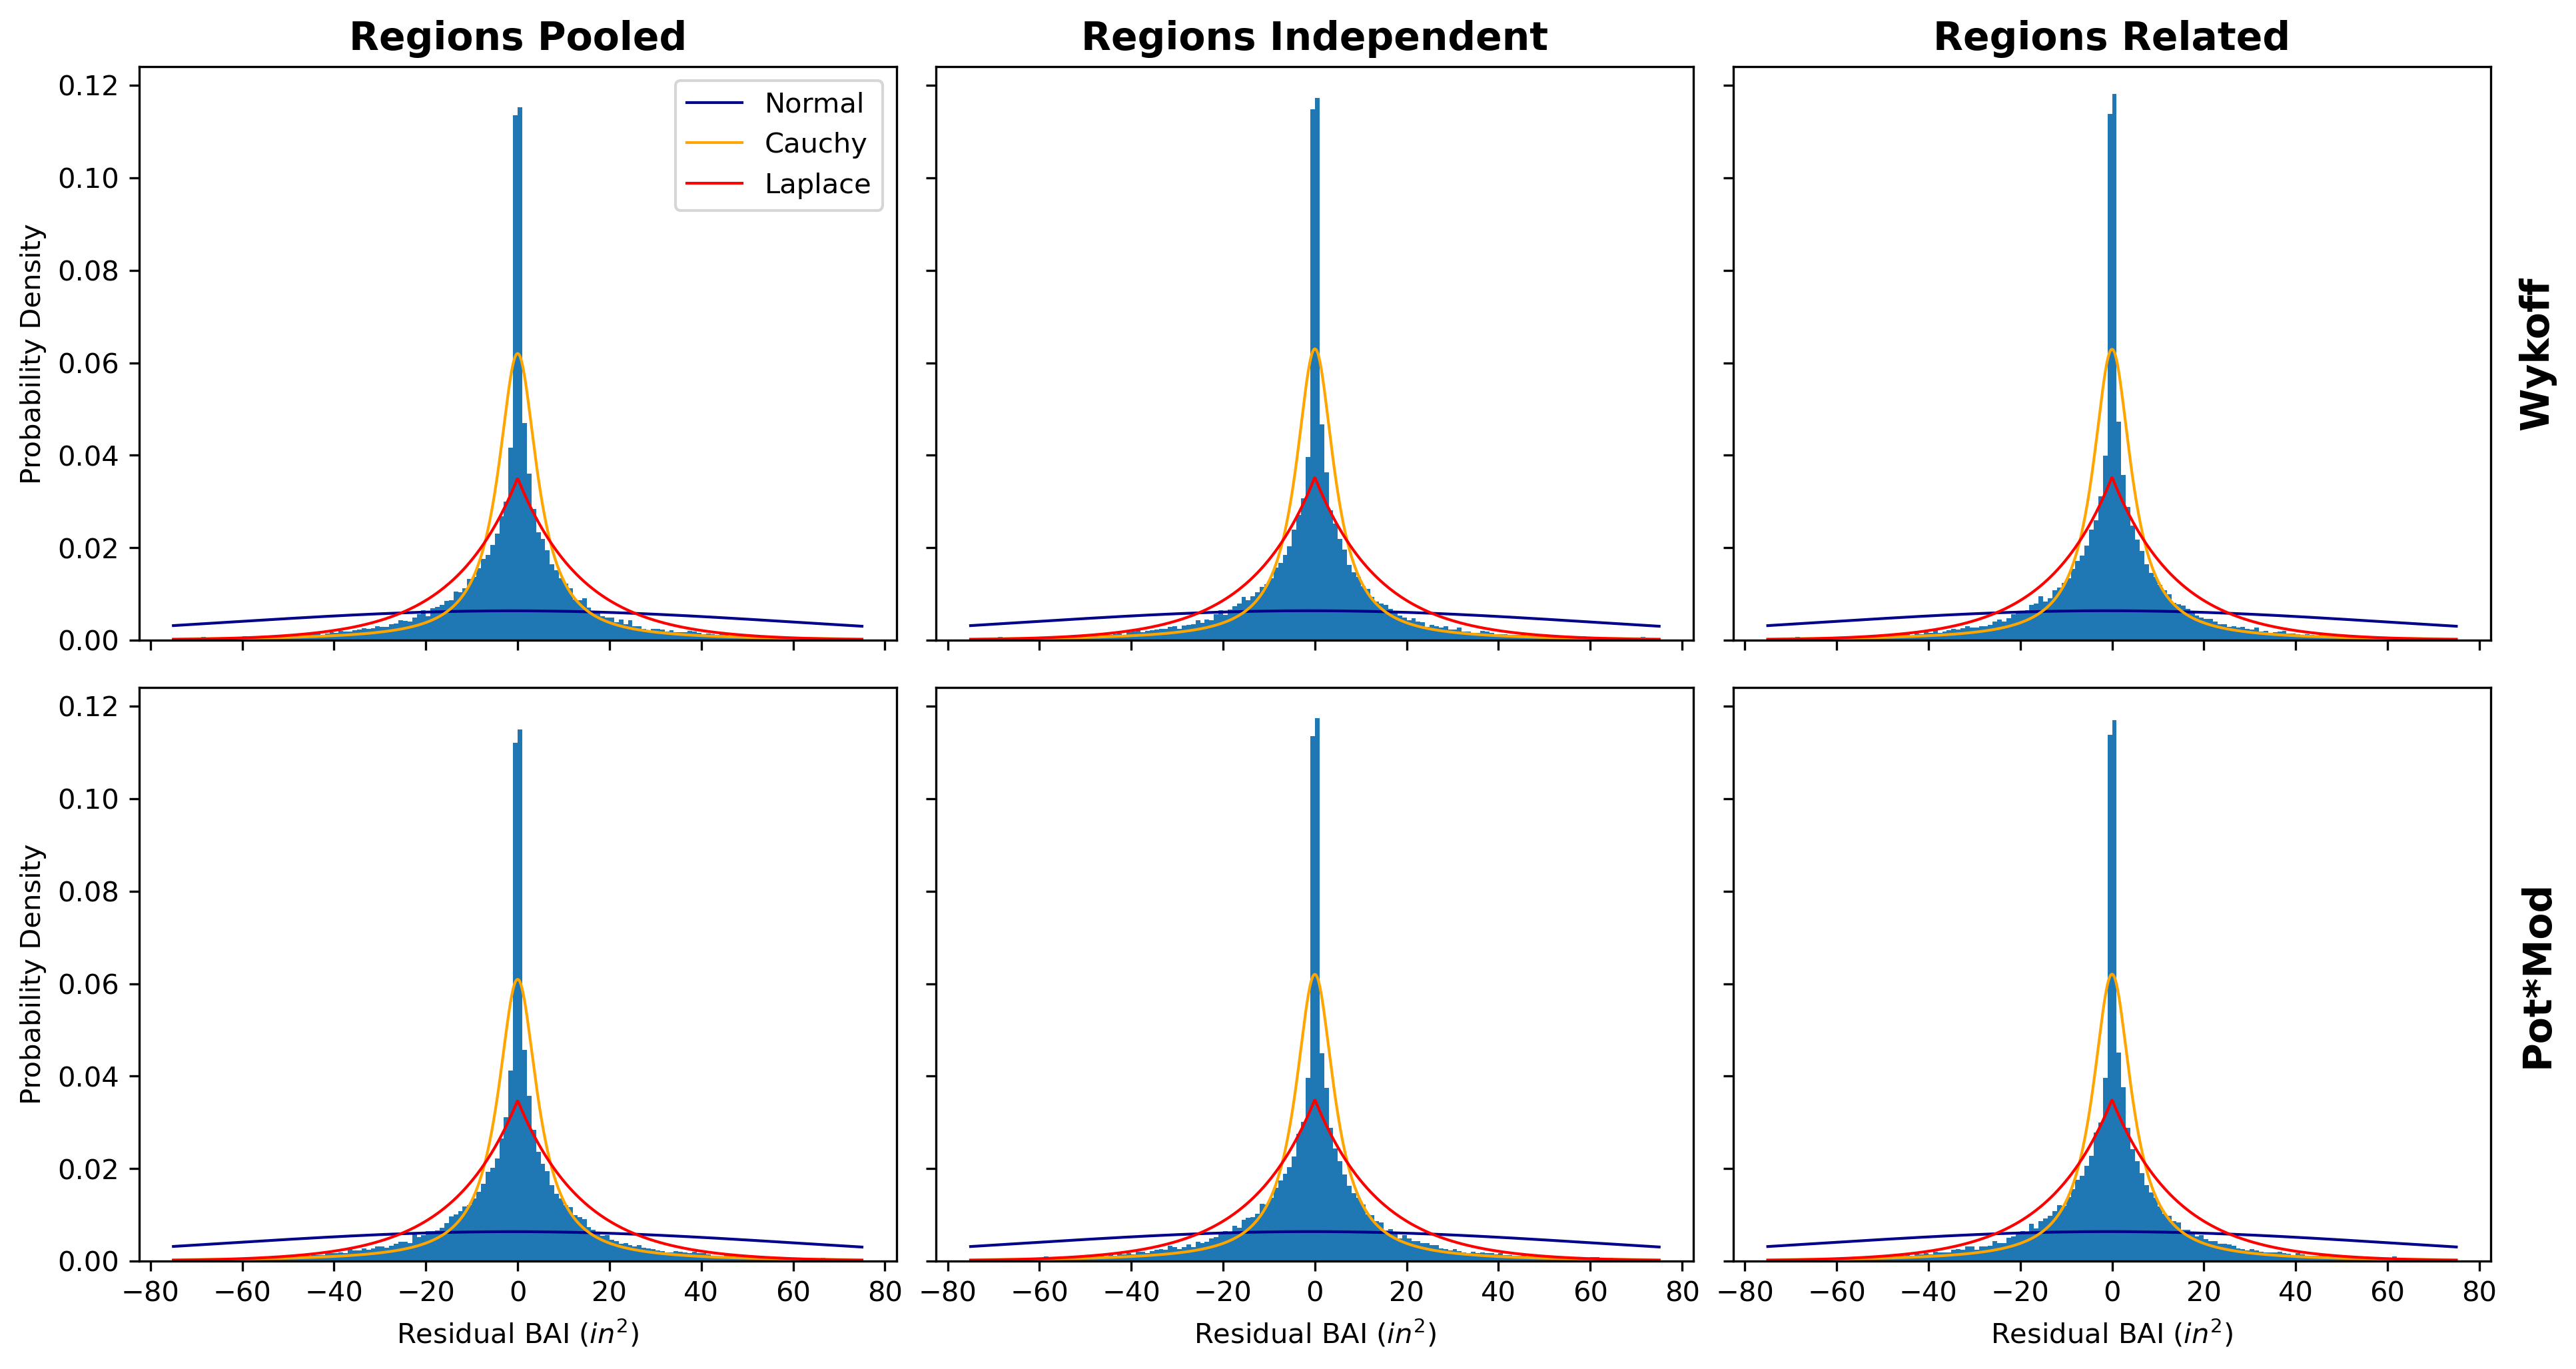 Regions Pooled
Regions Independent
Regions Related
Normal
Cauchy
Laplace
Probability Density
0.12
0.10
0.08
0.06
0.04
0.02
0.00
Wykoff
Probability Density
0.12
0.10
0.08
0.06
0.04
0.02
0.00
Pot*Mod
−80 −60 −40 −20 0 20 40 60 80
−80 −60 −40 −20 0 20 40 60 80
−80 −60 −40 −20 0 20 40 60 80
Residual BAI (in²)
Residual BAI (in²)
Residual BAI (in²)